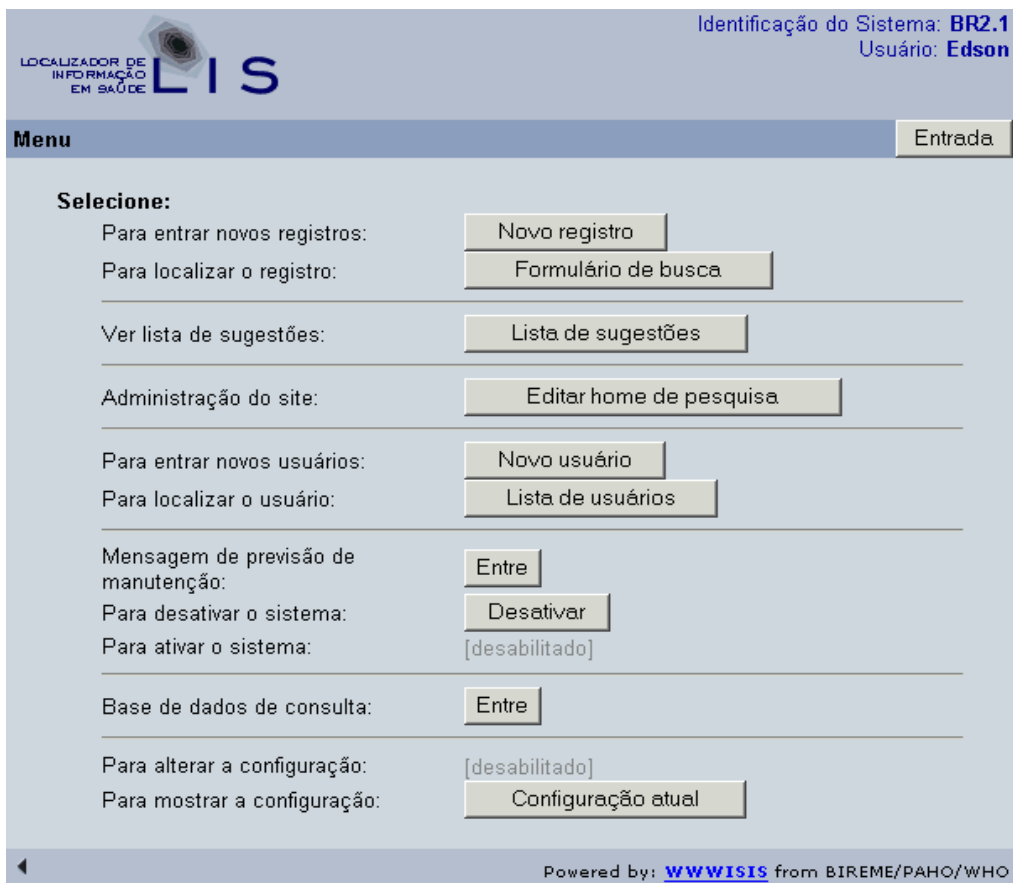 Identificação do Sistema: BR2.1
Usuário: Edson
LOCALIZADOR DE
INFORMAÇÃO
EM SAÚDE
LIS
Menu
Entrada
Selecione:
Para entrar novos registros: Novo registro
Para localizar o registro: Formulário de busca
Ver lista de sugestões: Lista de sugestões
Administração do site: Editar home de pesquisa
Para entrar novos usuários: Novo usuário
Para localizar o usuário: Lista de usuários
Mensagem de previsão de
manutenção: Entre
Para desativar o sistema: Desativar
Para ativar o sistema: [desabilitado]
Base de dados de consulta: Entre
Para alterar a configuração: [desabilitado]
Para mostrar a configuração: Configuração atual
Powered by: WWWISIS from BIREME/PAHO/WHO